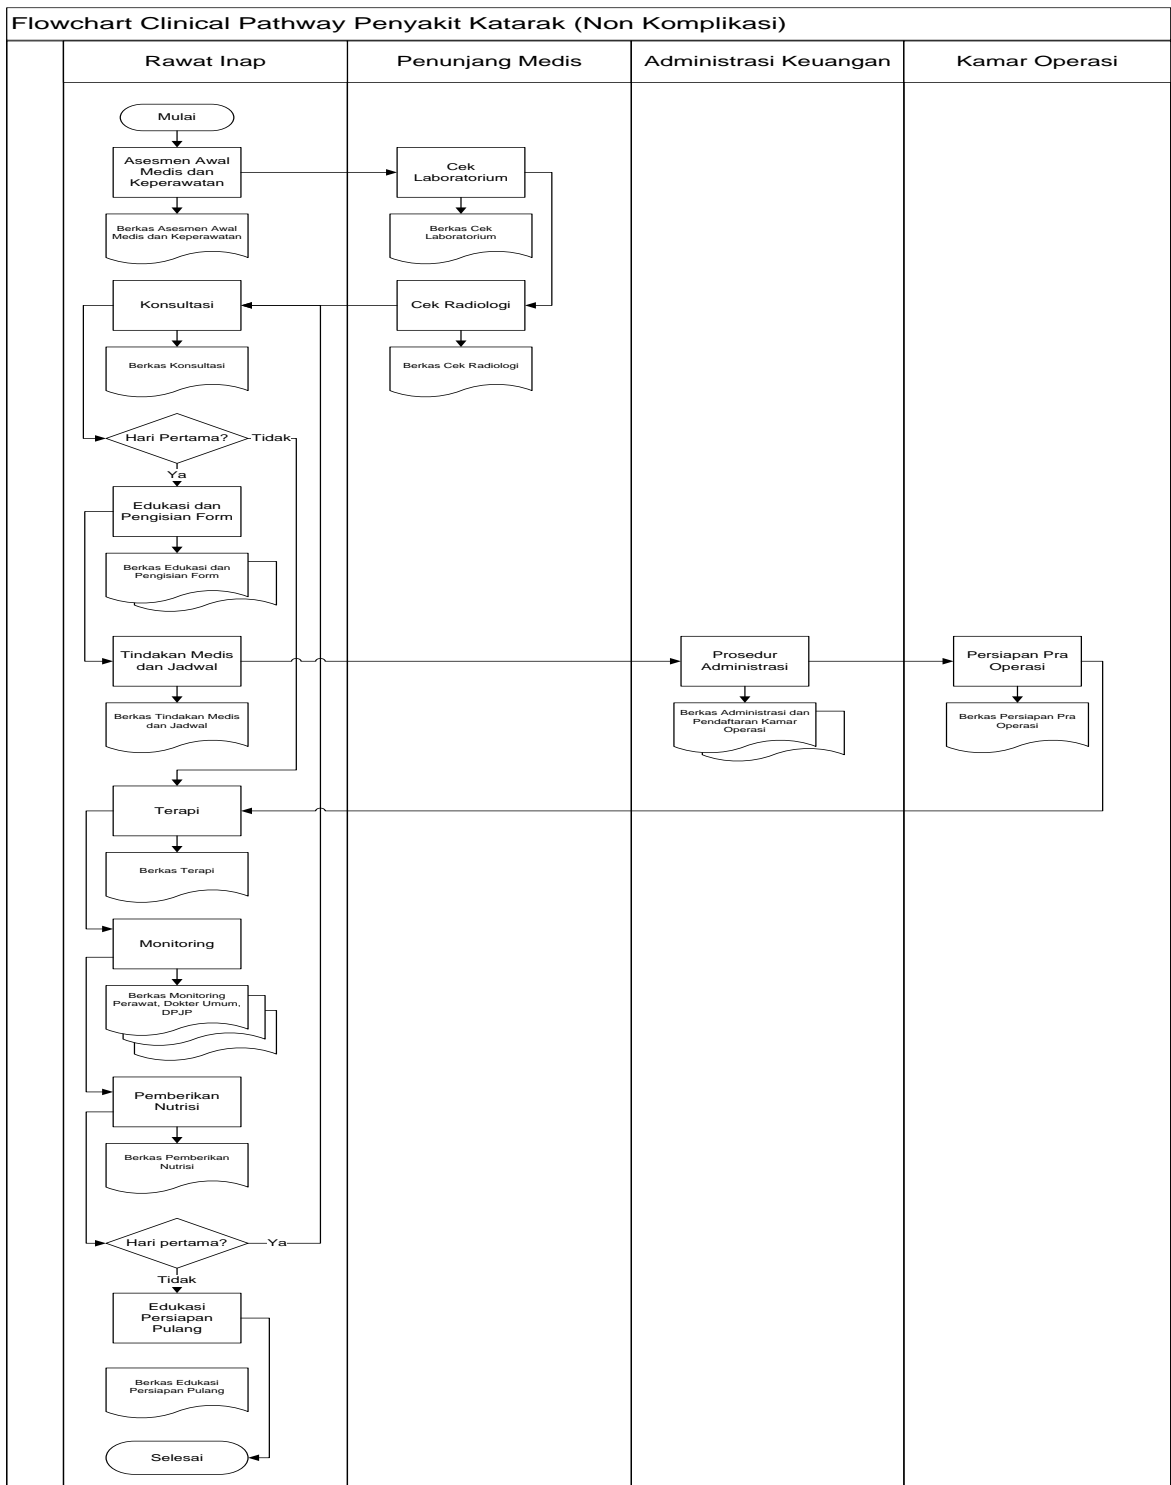 Flowchart Clinical Pathway Penyakit Katarak (Non Komplikasi)
Rawat Inap
Penunjang Medis
Administrasi Keuangan
Kamar Operasi
Mulai
Asesmen Awal
Medis dan
Keperawatan
Cek
Laboratorium
Berkas Asesmen Awal
Medis dan Keperawatan
Berkas Cek
Laboratorium
Konsultasi
Cek Radiologi
Berkas Konsultasi
Berkas Cek Radiologi
Hari Pertama?
Tidak
Ya
Edukasi dan
Pengisian Form
Berkas Edukasi dan
Pengisian Form
Tindakan Medis
dan Jadwal
Prosedur
Administrasi
Persiapan Pra
Operasi
Berkas Tindakan Medis
dan Jadwal
Berkas Administrasi dan
Pendaftaran Kamar
Operasi
Berkas Persiapan Pra
Operasi
Terapi
Berkas Terapi
Monitoring
Berkas Monitoring
Perawat, Dokter Umum,
DPJP
Pemberikan
Nutrisi
Berkas Pemberikan
Nutrisi
Hari pertama?
Ya
Tidak
Edukasi
Persiapan
Pulang
Berkas Edukasi
Persiapan Pulang
Selesai